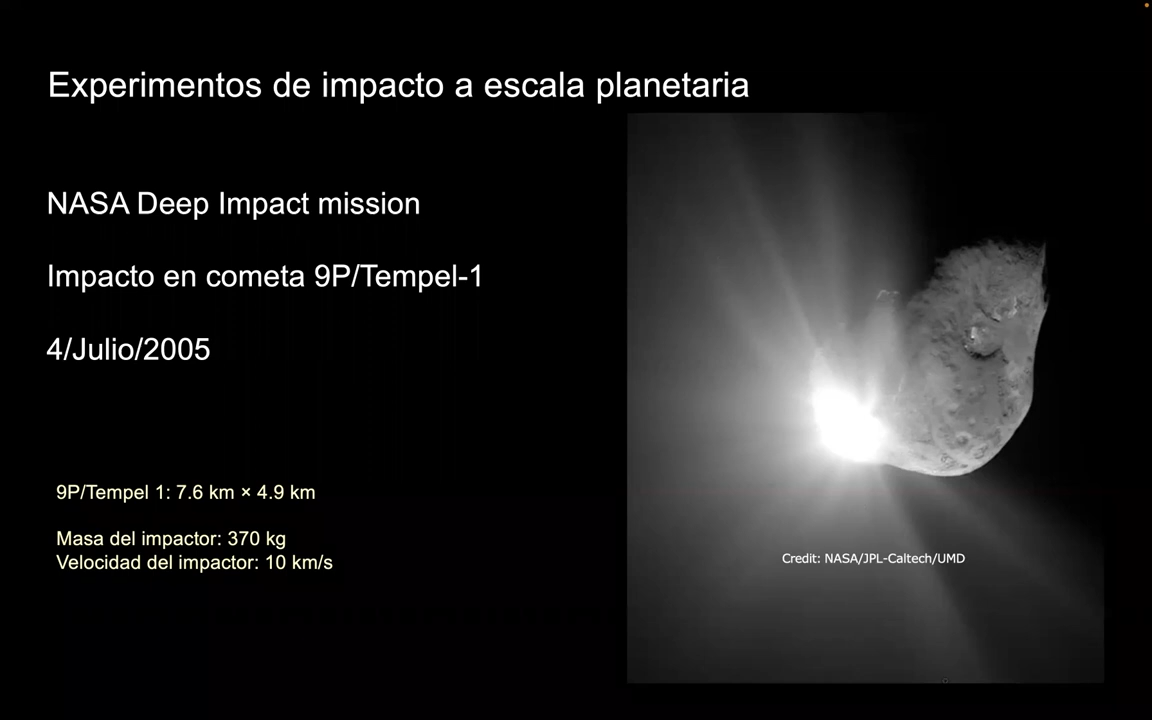 Experimentos de impacto a escala planetaria
NASA Deep Impact mission
Impacto en cometa 9P/Tempel-1
4/Julio/2005
9P/Tempel 1: 7.6 km × 4.9 km
Masa del impactor: 370 kg
Velocidad del impactor: 10 km/s
Credit: NASA/JPL-Caltech/UMD